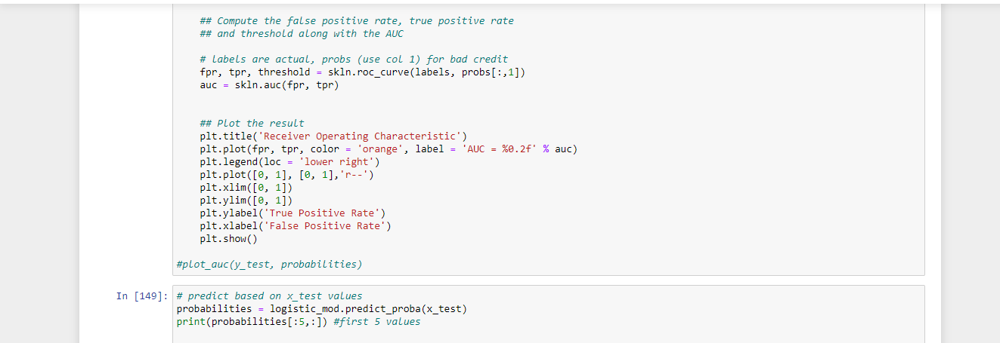 ## Compute the false positive rate, true positive rate
## and threshold along with the AUC
# labels are actual, probs (use col 1) for bad credit
fpr, tpr, threshold = skln.roc_curve(labels, probs[:,1])
auc = skln.auc(fpr, tpr)
## Plot the result
plt.title('Receiver Operating Characteristic')
plt.plot(fpr, tpr, color = 'orange', label = 'AUC = %0.2f' % auc)
plt.legend(loc = 'lower right')
plt.plot([0, 1], [0, 1],'r--')
plt.xlim([0, 1])
plt.ylim([0, 1])
plt.ylabel('True Positive Rate')
plt.xlabel('False Positive Rate')
plt.show()
#plot_auc(y_test, probabilities)
In [149]: # predict based on x_test values
probabilities = logistic_mod.predict_proba(x_test)
print(probabilities[:5,:]) #first 5 values